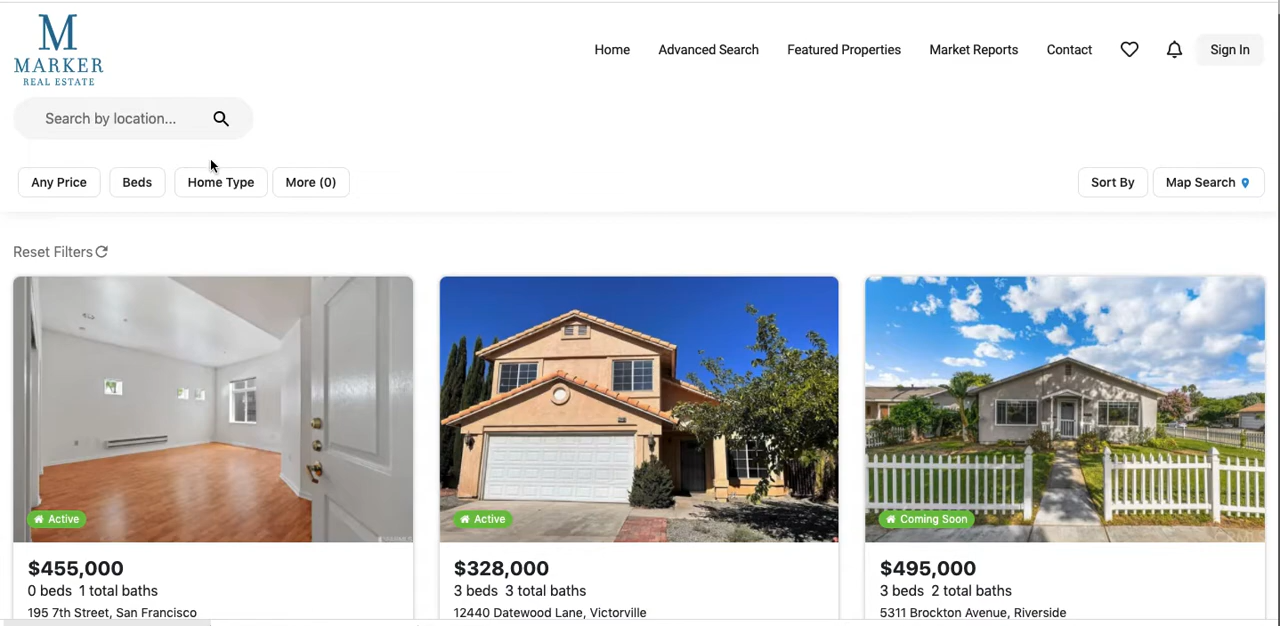 M
MARKER
REAL ESTATE
Home
Advanced Search
Featured Properties
Market Reports
Contact
Sign In
Search by location...
Any Price
Beds
Home Type
More (0)
Sort By
Map Search
Reset Filters
Active
Active
Coming Soon
$455,000
0 beds 1 total baths
195 7th Street, San Francisco
$328,000
3 beds 3 total baths
12440 Datewood Lane, Victorville
$495,000
3 beds 2 total baths
5311 Brockton Avenue, Riverside